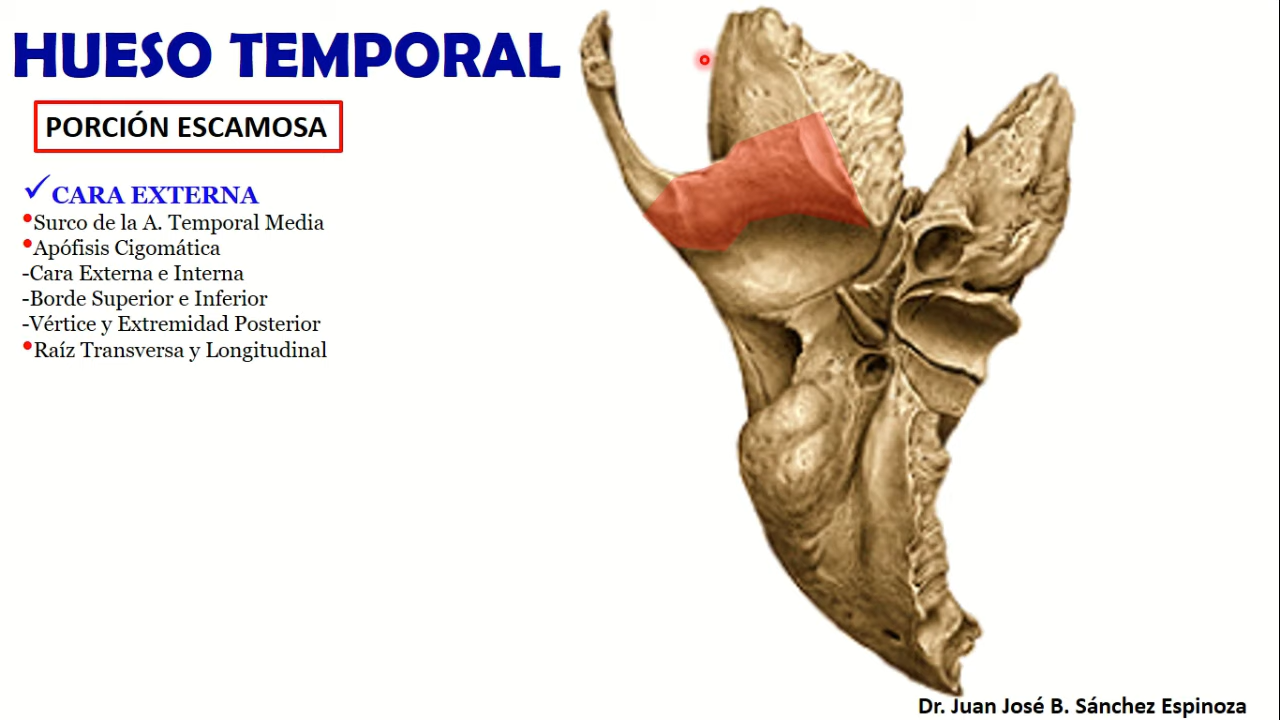 HUESO TEMPORAL
PORCIÓN ESCAMOSA
✓CARA EXTERNA
•Surco de la A. Temporal Media
•Apófisis Cigomática
-Cara Externa e Interna
-Borde Superior e Inferior
-Vértice y Extremidad Posterior
•Raíz Transversa y Longitudinal
Dr. Juan José B. Sánchez Espinoza